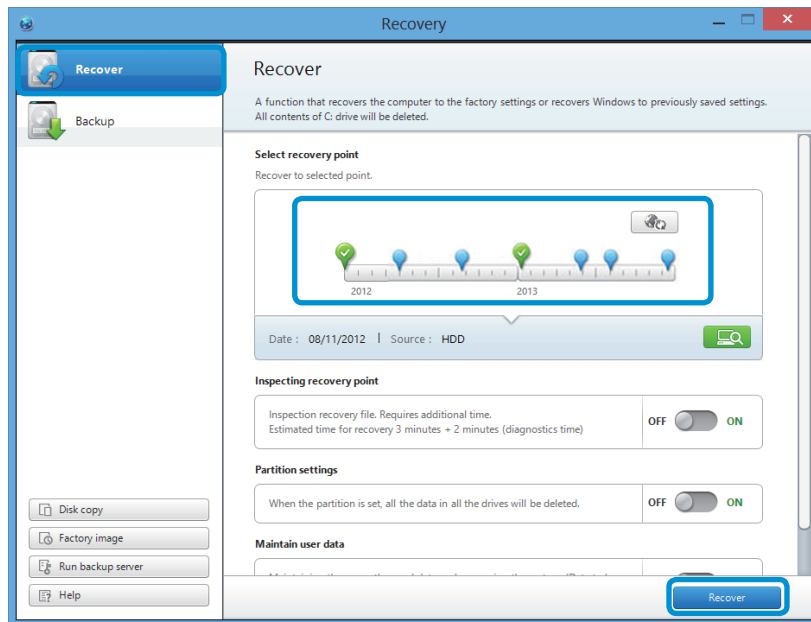 Recovery
Recover
Backup
Recover
A function that recovers the computer to the factory settings or recovers Windows to previously saved settings.
All contents of C: drive will be deleted.
Select recovery point
Recover to selected point.
2012 2013
Date : 08/11/2012 | Source : HDD
Inspecting recovery point
Inspection recovery file. Requires additional time.
Estimated time for recovery 3 minutes + 2 minutes (diagnostics time)
OFF ON
Partition settings
When the partition is set, all the data in all the drives will be deleted.
OFF ON
Maintain user data
Disk copy
Factory image
Run backup server
Help
Recover